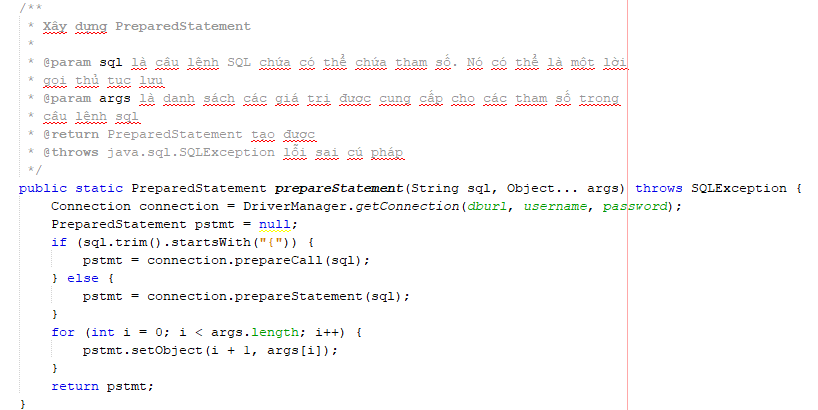 /**
 * Xây dựng PreparedStatement
 *
 * @param sql là câu lệnh SQL chứa có thể chứa tham số. Nó có thể là một lời
 * gọi thủ tục lưu
 * @param args là danh sách các giá trị được cung cấp cho các tham số trong
 * câu lệnh sql
 * @return PreparedStatement tạo được
 * @throws java.sql.SQLException lỗi sai cú pháp
 */
public static PreparedStatement prepareStatement(String sql, Object... args) throws SQLException {
    Connection connection = DriverManager.getConnection(dburl, username, password);
    PreparedStatement pstmt = null;
    if (sql.trim().startsWith("{")) {
        pstmt = connection.prepareCall(sql);
    } else {
        pstmt = connection.prepareStatement(sql);
    }
    for (int i = 0; i < args.length; i++) {
        pstmt.setObject(i + 1, args[i]);
    }
    return pstmt;
}